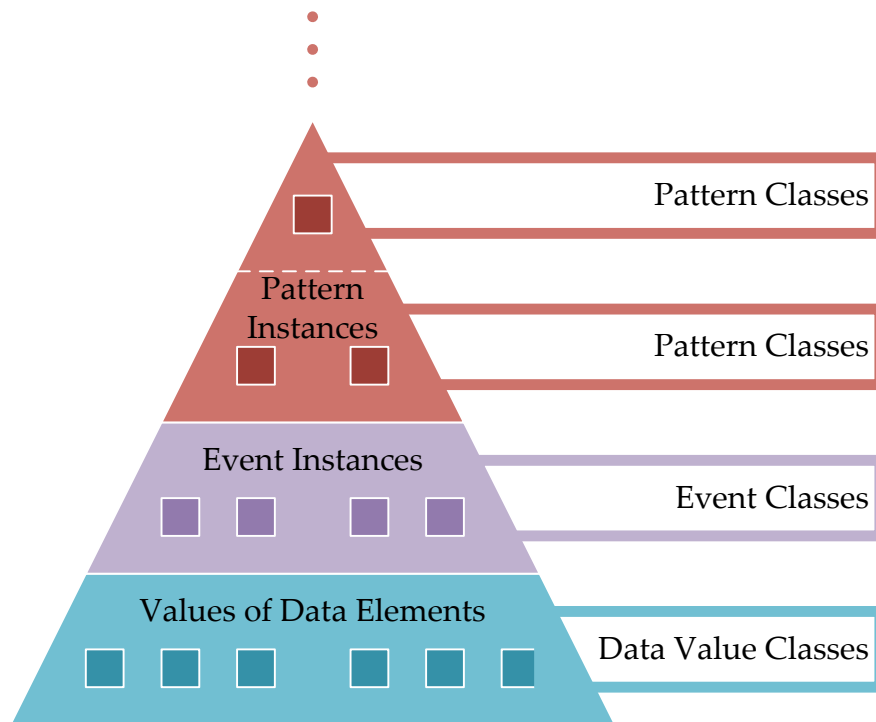 Pattern Classes
Pattern
Instances
Pattern Classes
Event Instances
Event Classes
Values of Data Elements
Data Value Classes